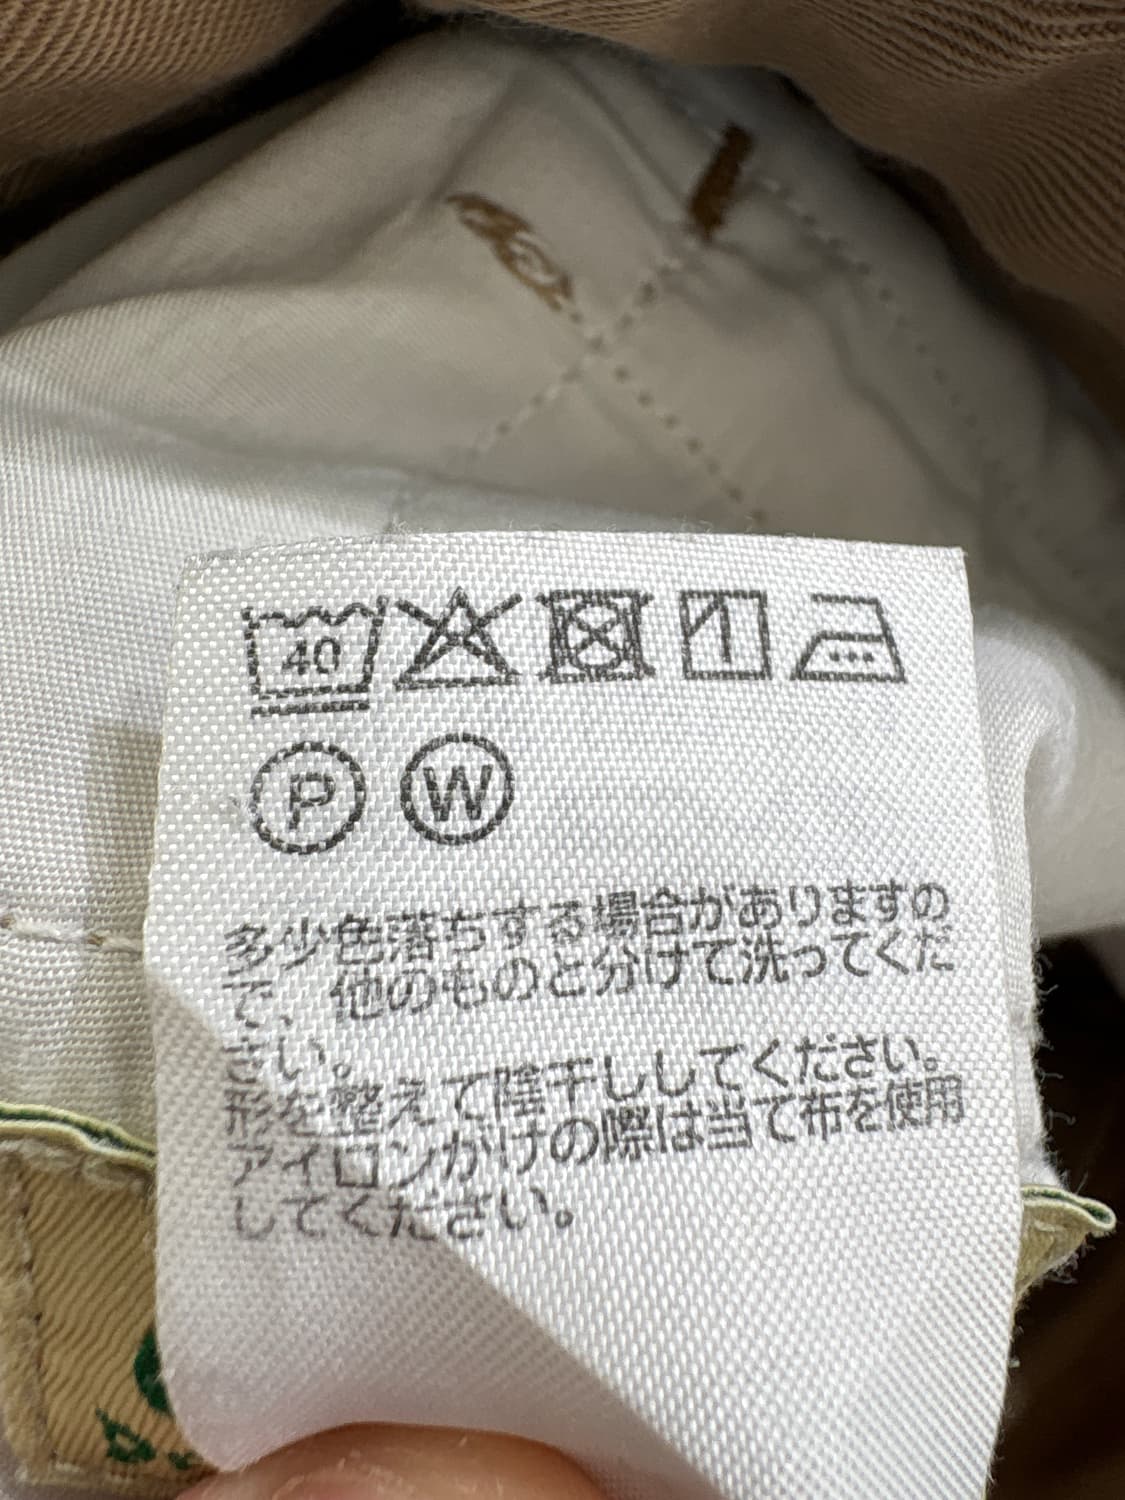 40
P W
多少色落ちする場合がありますの
で、他のものと分けて洗ってくだ
さい。
形を整えて陰干ししてください。
アイロンかけの際は当て布を使用
してください。